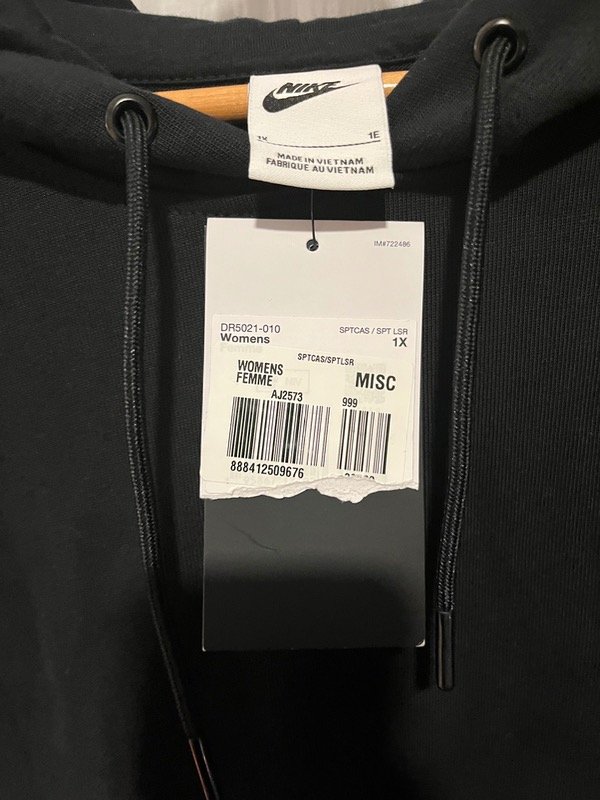 NIKE
1X 1E
MADE IN VIETNAM
FABRIQUE AU VIETNAM
IM#722486
DR5021-010 SPTCAS / SPT LSR
Womens 1X
SPTCAS/SPTLSR
WOMENS
FEMME MISC
AJ2573 999
888412509676